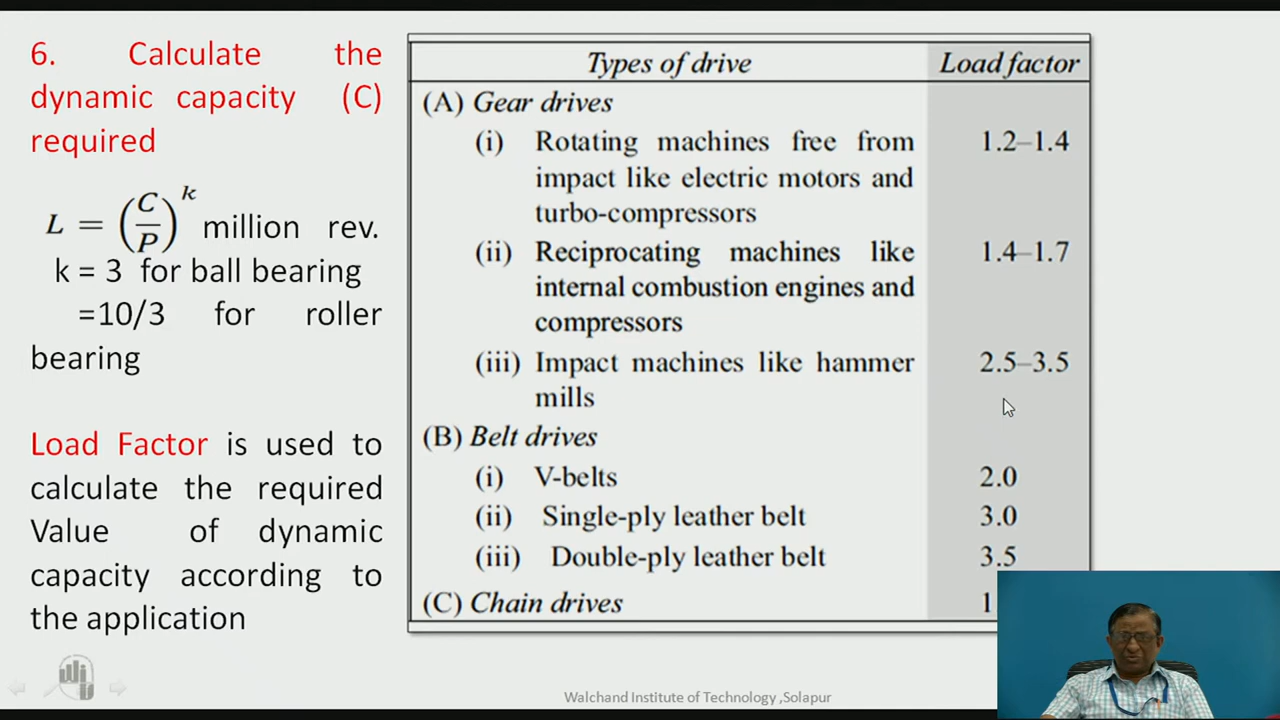 6. Calculate the
dynamic capacity (C)
required
L = (C/P)^k million rev.
k = 3 for ball bearing
=10/3 for roller
bearing
Load Factor is used to
calculate the required
Value of dynamic
capacity according to
the application
Types of drive Load factor
(A) Gear drives
(i) Rotating machines free from 1.2–1.4
impact like electric motors and
turbo-compressors
(ii) Reciprocating machines like 1.4–1.7
internal combustion engines and
compressors
(iii) Impact machines like hammer 2.5–3.5
mills
(B) Belt drives
(i) V-belts 2.0
(ii) Single-ply leather belt 3.0
(iii) Double-ply leather belt 3.5
(C) Chain drives 1
Walchand Institute of Technology ,Solapur